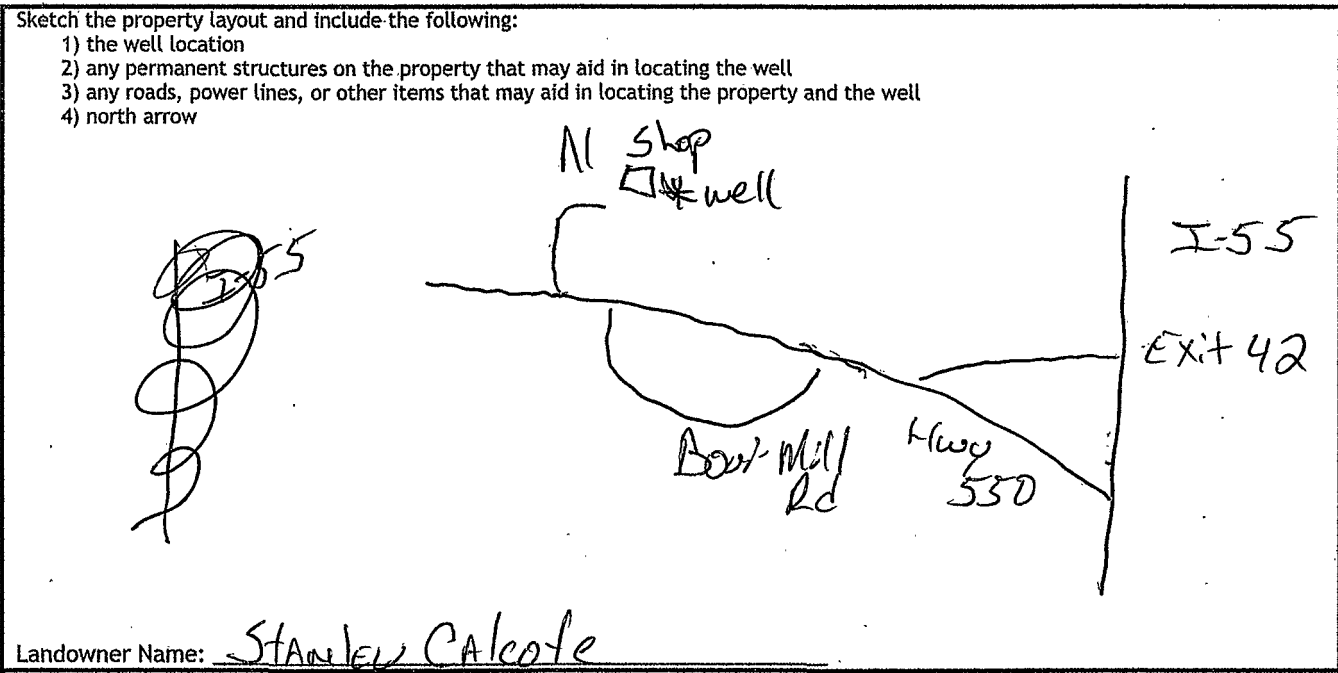 Sketch the property layout and include the following:
1) the well location
2) any permanent structures on the property that may aid in locating the well
3) any roads, power lines, or other items that may aid in locating the property and the well
4) north arrow
N Shop
well
I-55
Exit 42
Mill
Rd
Hwy
550
Landowner Name: Stanley Calcote